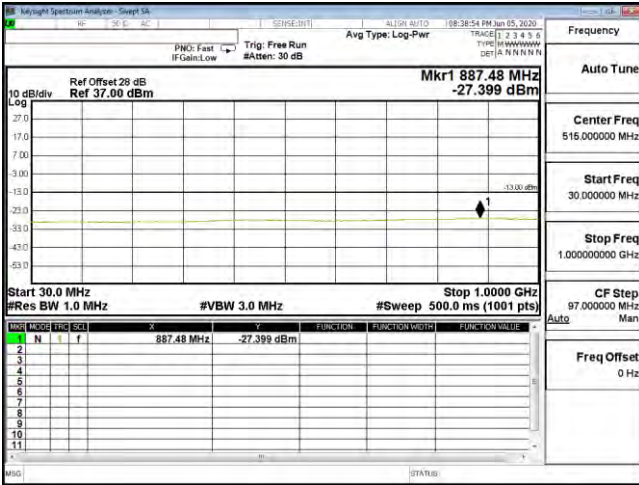 Keysight Spectrum Analyzer - Swept SA
RF 50 Ω AC SENSE:INT ALIGN AUTO 08:38:54 PM Jun 05, 2020
Avg Type: Log-Pwr TRACE 1 2 3 4 5 6
PNO: Fast Trig: Free Run TYPE M WWWWW
IFGain:Low #Atten: 30 dB DET A N N N N N
Frequency
Ref Offset 28 dB Mkr1 887.48 MHz
10 dB/div Ref 37.00 dBm -27.399 dBm
Log
27.0
17.0
7.00
-3.00
-13.0
-23.0
-33.0
-43.0
-53.0
-13.00 dBm
1
Start 30.0 MHz Stop 1.0000 GHz
#Res BW 1.0 MHz #VBW 3.0 MHz #Sweep 500.0 ms (1001 pts)
MKR MODE TRC SCL X Y FUNCTION FUNCTION WIDTH FUNCTION VALUE
1 N 1 f 887.48 MHz -27.399 dBm
2
3
4
5
6
7
8
9
10
11
MSG STATUS
Auto Tune
Center Freq
515.000000 MHz
Start Freq
30.000000 MHz
Stop Freq
1.000000000 GHz
CF Step
97.000000 MHz
Auto Man
Freq Offset
0 Hz